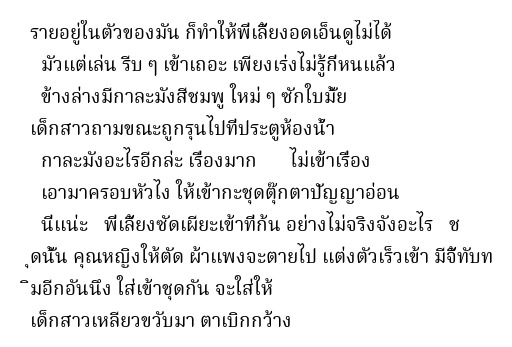 รายอยู่ในตัวของมัน ก็ทำให้พี่เลี้ยงอดเอ็นดูไม่ได้
มัวแต่เล่น รีบ ๆ เข้าเถอะ เพียงเร่งไม่รู้กี่หนแล้ว
ข้างล่างมีกาละมังสีชมพู ใหม่ ๆ ซักใบมั้ย
เด็กสาวถามขณะถูกรุนไปที่ประตูห้องน้ำ
กาละมังอะไรอีกล่ะ เรื่องมาก ไม่เข้าเรื่อง
เอามาครอบหัวไง ให้เข้ากะชุดตุ๊กตาปัญญาอ่อน
นี่แน่ะ พี่เลี้ยงซัดเผียะเข้าที่ก้น อย่างไม่จริงจังอะไร ช
ุดนั้น คุณหญิงให้ตัด ผ้าแพงจะตายไป แต่งตัวเร็วเข้า มีจี้ทับท
ิมอีกอันนึง ใส่เข้าชุดกัน จะใส่ให้
เด็กสาวเหลียวขวับมา ตาเบิกกว้าง